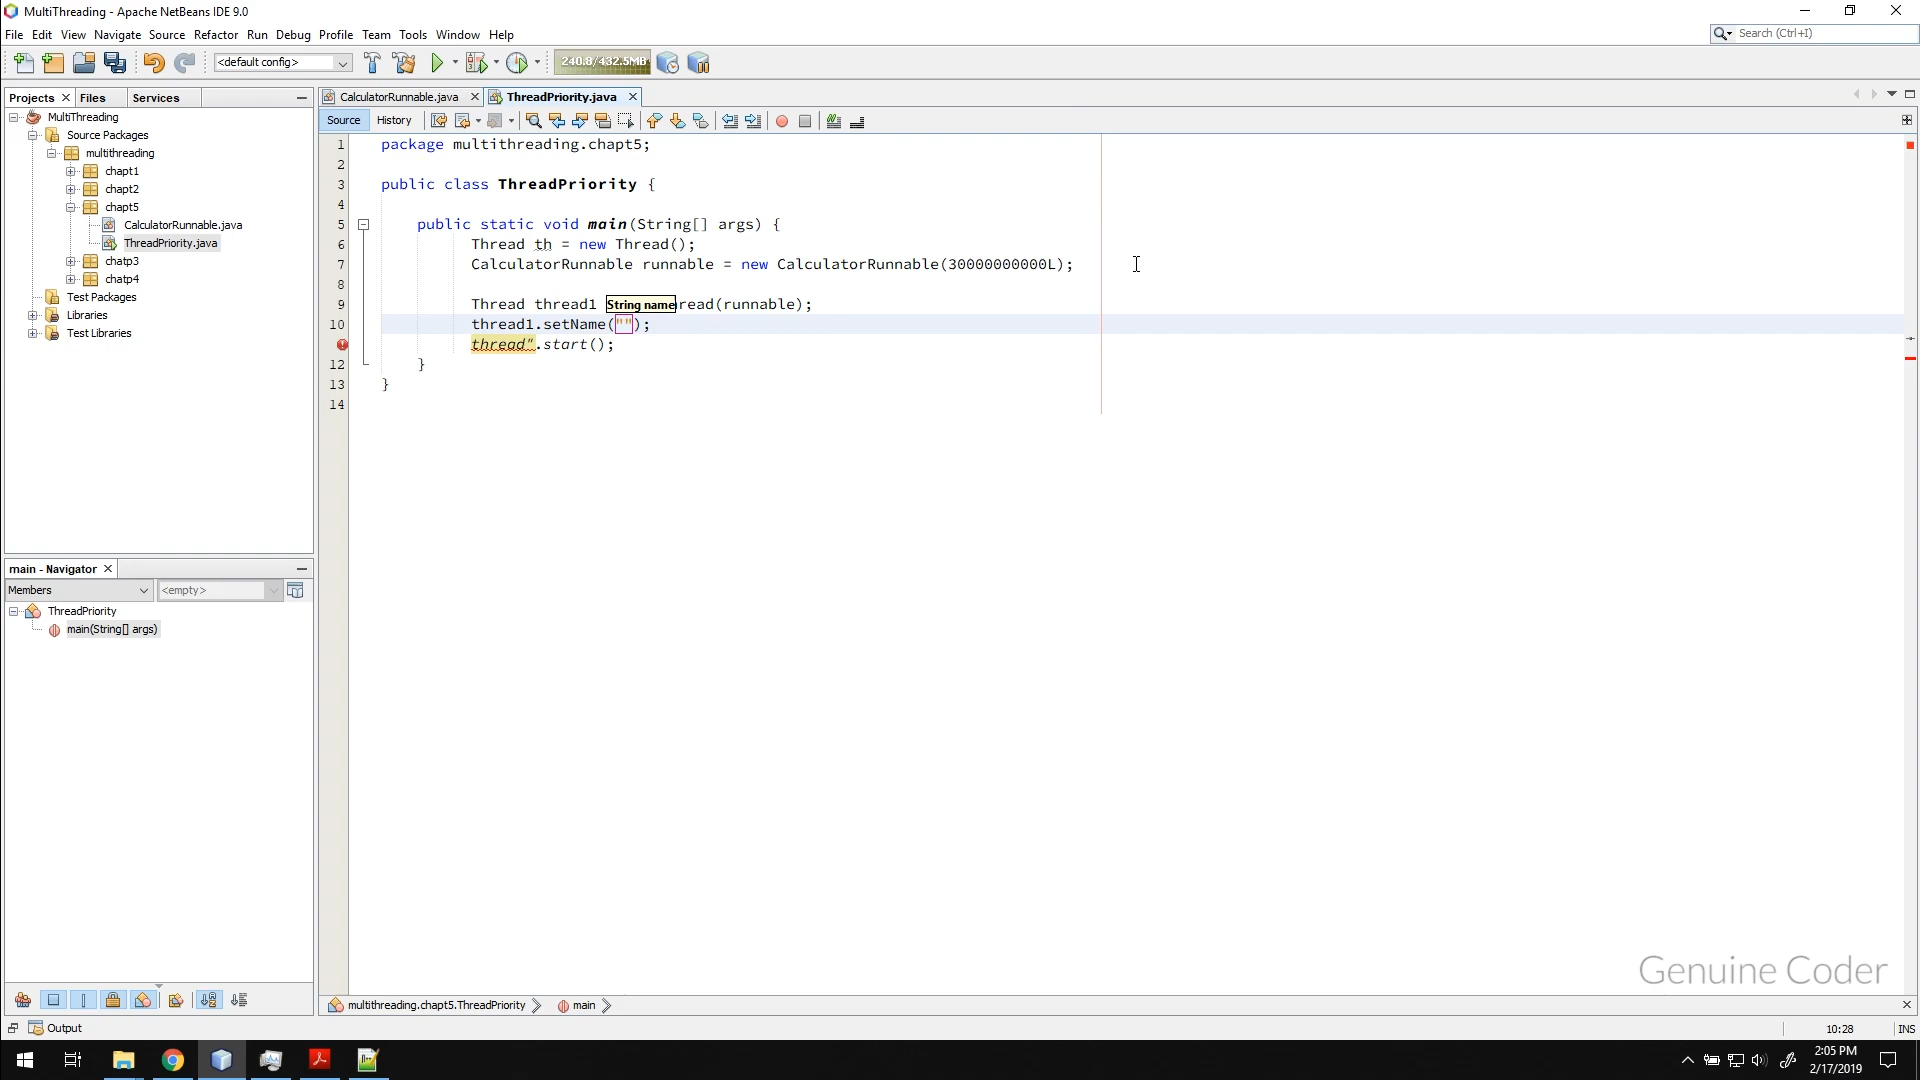 MultiThreading - Apache NetBeans IDE 9.0
File Edit View Navigate Source Refactor Run Debug Profile Team Tools Window Help
Search (Ctrl+I)
<default config>
240.8/432.5MB
Projects Files Services
CalculatorRunnable.java ThreadPriority.java
Source History
MultiThreading
Source Packages
multithreading
chapt1
chapt2
chapt5
CalculatorRunnable.java
ThreadPriority.java
chatp3
chatp4
Test Packages
Libraries
Test Libraries
1 package multithreading.chapt5;
2
3 public class ThreadPriority {
4
5 public static void main(String[] args) {
6 Thread th = new Thread();
7 CalculatorRunnable runnable = new CalculatorRunnable(30000000000L);
8
9 Thread thread1 String name read(runnable);
10 thread1.setName("");
thread".start();
12 }
13 }
14
main - Navigator
Members <empty>
ThreadPriority
main(String[] args)
Genuine Coder
multithreading.chapt5.ThreadPriority main
Output
10:28 INS
2:05 PM
2/17/2019